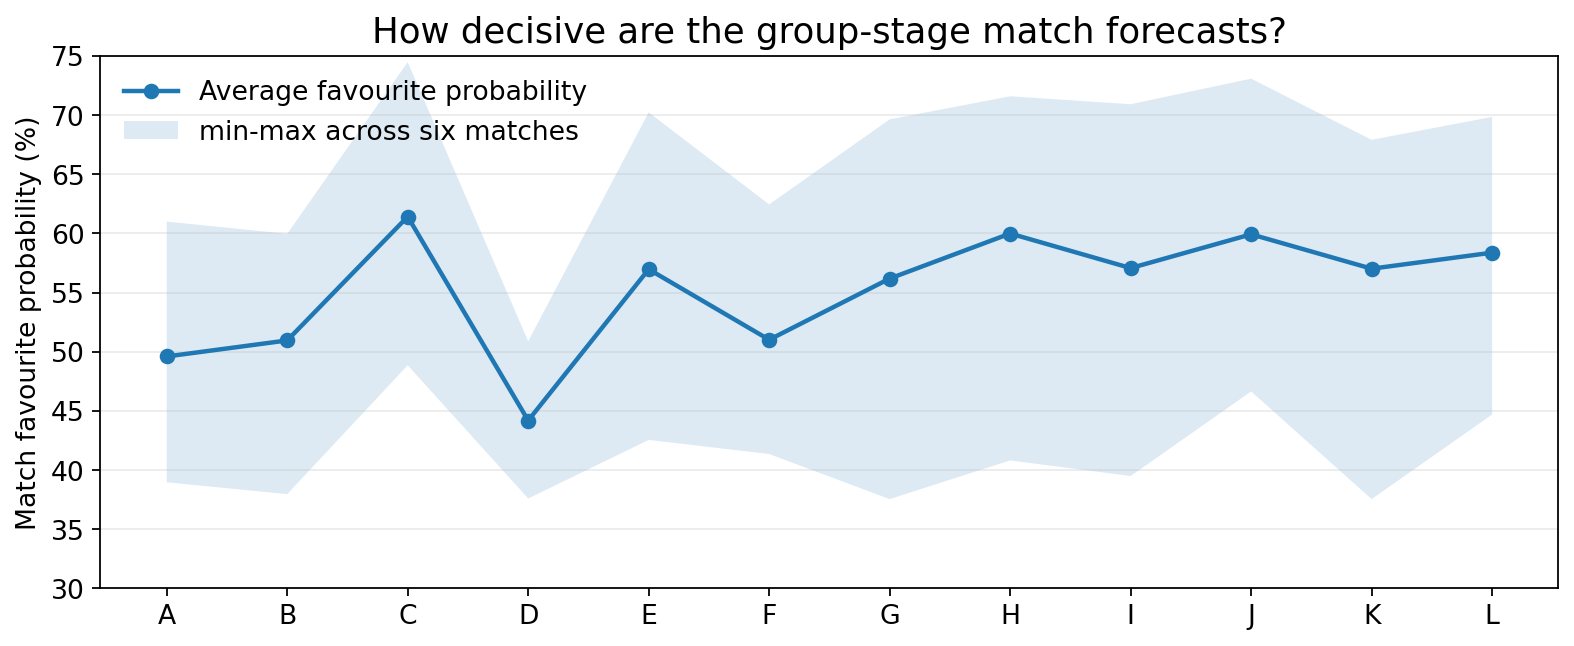 How decisive are the group-stage match forecasts?
Average favourite probability
min-max across six matches
Match favourite probability (%)
75
70
65
60
55
50
45
40
35
30
A B C D E F G H I J K L